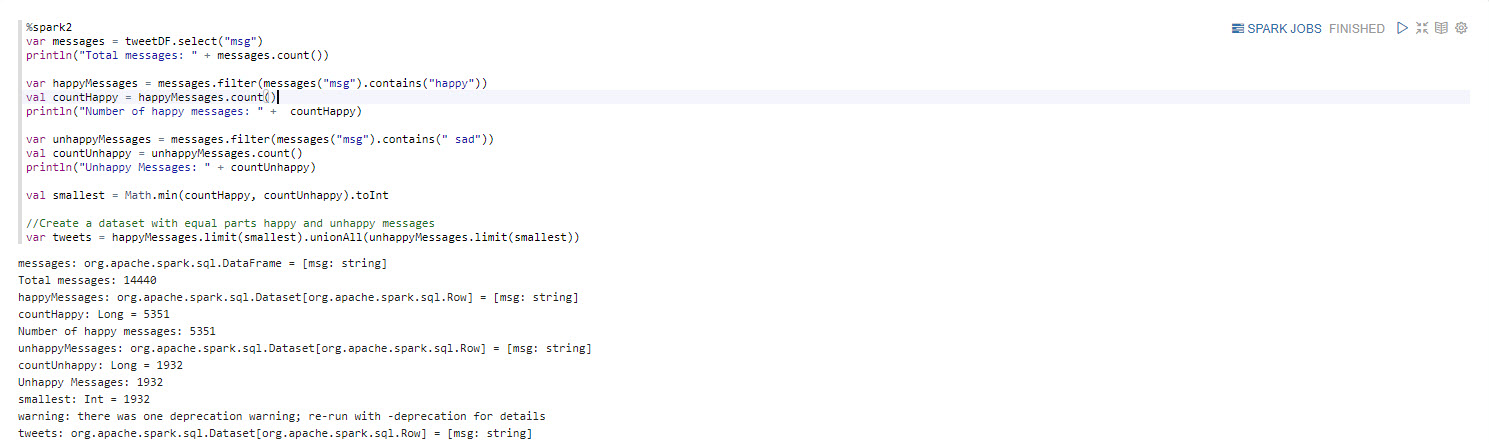 %spark2
SPARK JOBS FINISHED
var messages = tweetDF.select("msg")
println("Total messages: " + messages.count())
var happyMessages = messages.filter(messages("msg").contains("happy"))
val countHappy = happyMessages.count()
println("Number of happy messages: " +  countHappy)
var unhappyMessages = messages.filter(messages("msg").contains(" sad"))
val countUnhappy = unhappyMessages.count()
println("Unhappy Messages: " + countUnhappy)
val smallest = Math.min(countHappy, countUnhappy).toInt
//Create a dataset with equal parts happy and unhappy messages
var tweets = happyMessages.limit(smallest).unionAll(unhappyMessages.limit(smallest))
messages: org.apache.spark.sql.DataFrame = [msg: string]
Total messages: 14440
happyMessages: org.apache.spark.sql.Dataset[org.apache.spark.sql.Row] = [msg: string]
countHappy: Long = 5351
Number of happy messages: 5351
unhappyMessages: org.apache.spark.sql.Dataset[org.apache.spark.sql.Row] = [msg: string]
countUnhappy: Long = 1932
Unhappy Messages: 1932
smallest: Int = 1932
warning: there was one deprecation warning; re-run with -deprecation for details
tweets: org.apache.spark.sql.Dataset[org.apache.spark.sql.Row] = [msg: string]